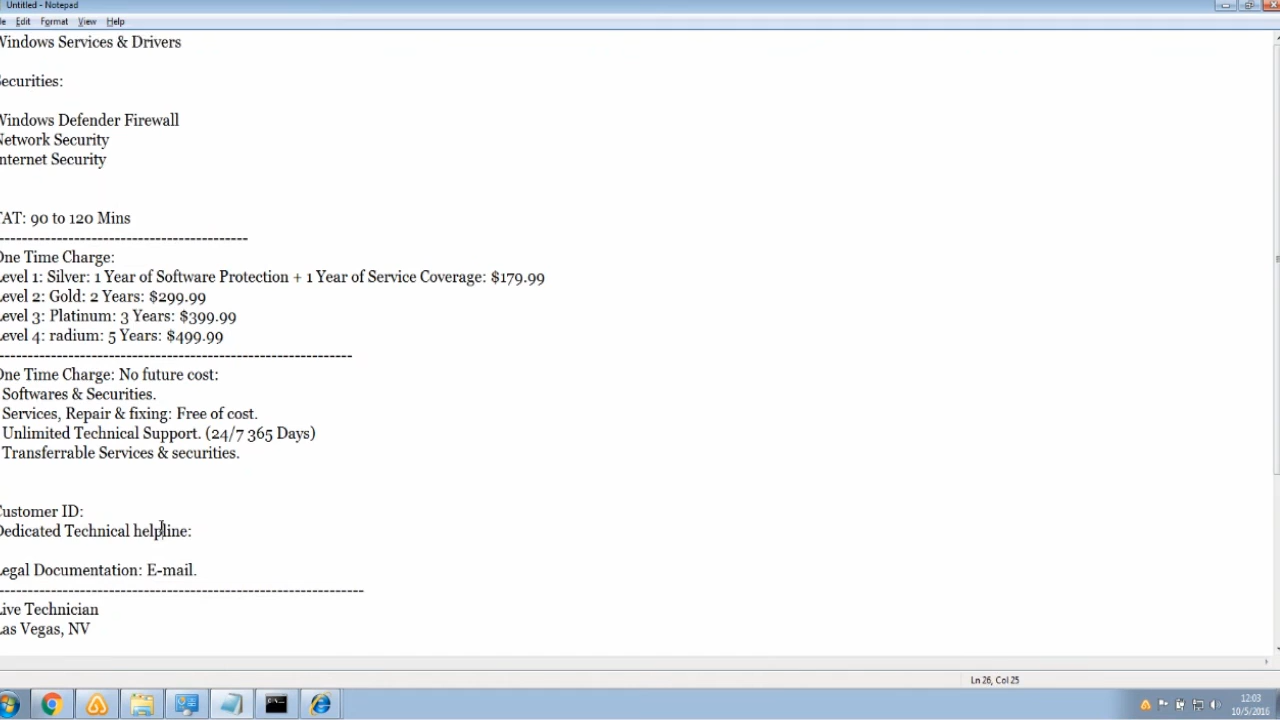 Untitled - Notepad
le Edit Format View Help
Windows Services & Drivers
Securities:
Windows Defender Firewall
Network Security
nternet Security
TAT: 90 to 120 Mins
-------------------------------------------
One Time Charge:
Level 1: Silver: 1 Year of Software Protection + 1 Year of Service Coverage: $179.99
Level 2: Gold: 2 Years: $299.99
Level 3: Platinum: 3 Years: $399.99
Level 4: radium: 5 Years: $499.99
-------------------------------------------------------------
One Time Charge: No future cost:
Softwares & Securities.
Services, Repair & fixing: Free of cost.
Unlimited Technical Support. (24/7 365 Days)
Transferrable Services & securities.
Customer ID:
Dedicated Technical helpline:
Legal Documentation: E-mail.
---------------------------------------------------------------
Live Technician
Las Vegas, NV
Ln 26, Col 25
12:03
10/5/2016